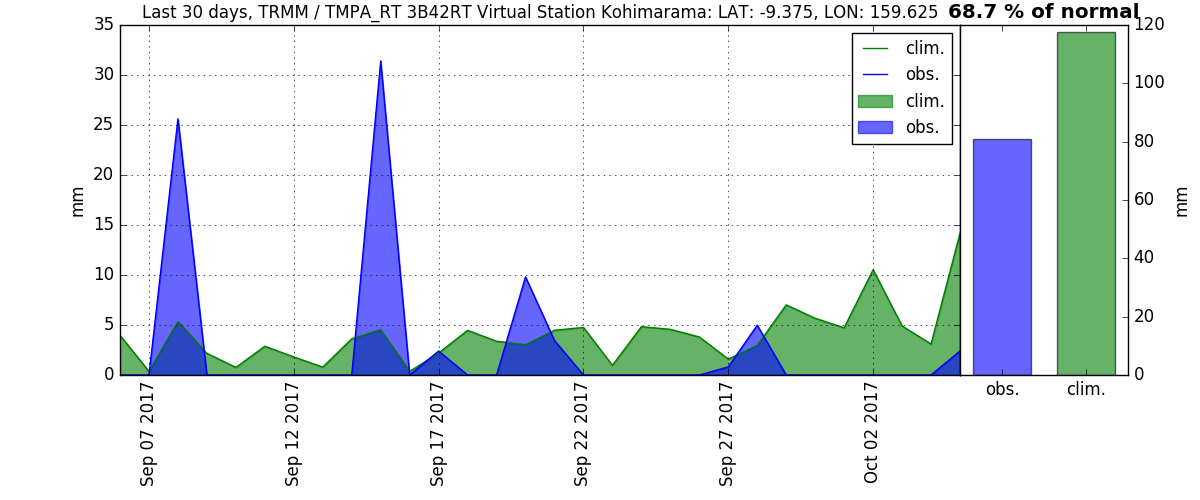 Last 30 days, TRMM / TMPA_RT 3B42RT Virtual Station Kohimarama: LAT: -9.375, LON: 159.625
68.7 % of normal
35
30
25
20
15
10
5
0
mm
clim.
obs.
clim.
obs.
Sep 07 2017
Sep 12 2017
Sep 17 2017
Sep 22 2017
Sep 27 2017
Oct 02 2017
120
100
80
60
40
20
0
mm
obs.
clim.